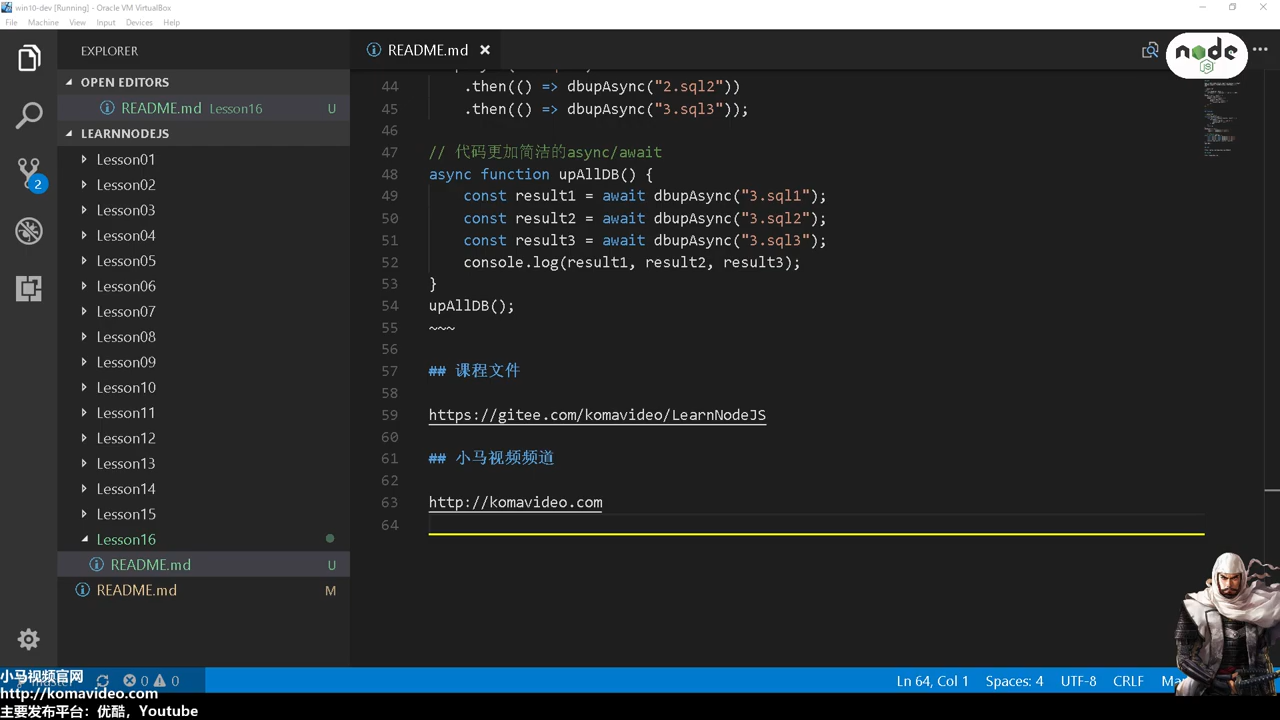 win10-dev [Running] - Oracle VM VirtualBox
File Machine View Input Devices Help
EXPLORER
OPEN EDITORS
README.md Lesson16 U
LEARNNODEJS
Lesson01
Lesson02
Lesson03
Lesson04
Lesson05
Lesson06
Lesson07
Lesson08
Lesson09
Lesson10
Lesson11
Lesson12
Lesson13
Lesson14
Lesson15
Lesson16
README.md U
README.md M
2
README.md
node
JS
44 .then(() => dbupAsync("2.sql2"))
45 .then(() => dbupAsync("3.sql3"));
46
47 // 代码更加简洁的async/await
48 async function upAllDB() {
49 const result1 = await dbupAsync("3.sql1");
50 const result2 = await dbupAsync("3.sql2");
51 const result3 = await dbupAsync("3.sql3");
52 console.log(result1, result2, result3);
53 }
54 upAllDB();
55 ~~~
56
57 ## 课程文件
58
59 https://gitee.com/komavideo/LearnNodeJS
60
61 ## 小马视频频道
62
63 http://komavideo.com
64
小马视频官网
http://komavideo.com
主要发布平台：优酷，Youtube
0 0
Ln 64, Col 1 Spaces: 4 UTF-8 CRLF